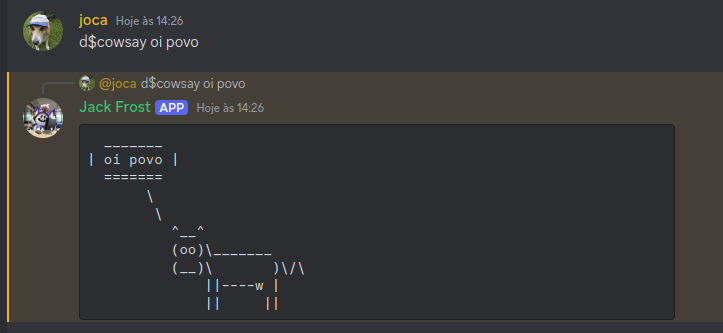 joca Hoje às 14:26
d$cowsay oi povo
@joca d$cowsay oi povo
Jack Frost APP Hoje às 14:26
  _______
| oi povo |
  =======
       \
        \
          ^__^
          (oo)\_______
          (__)\       )\/\
              ||----w |
              ||     ||